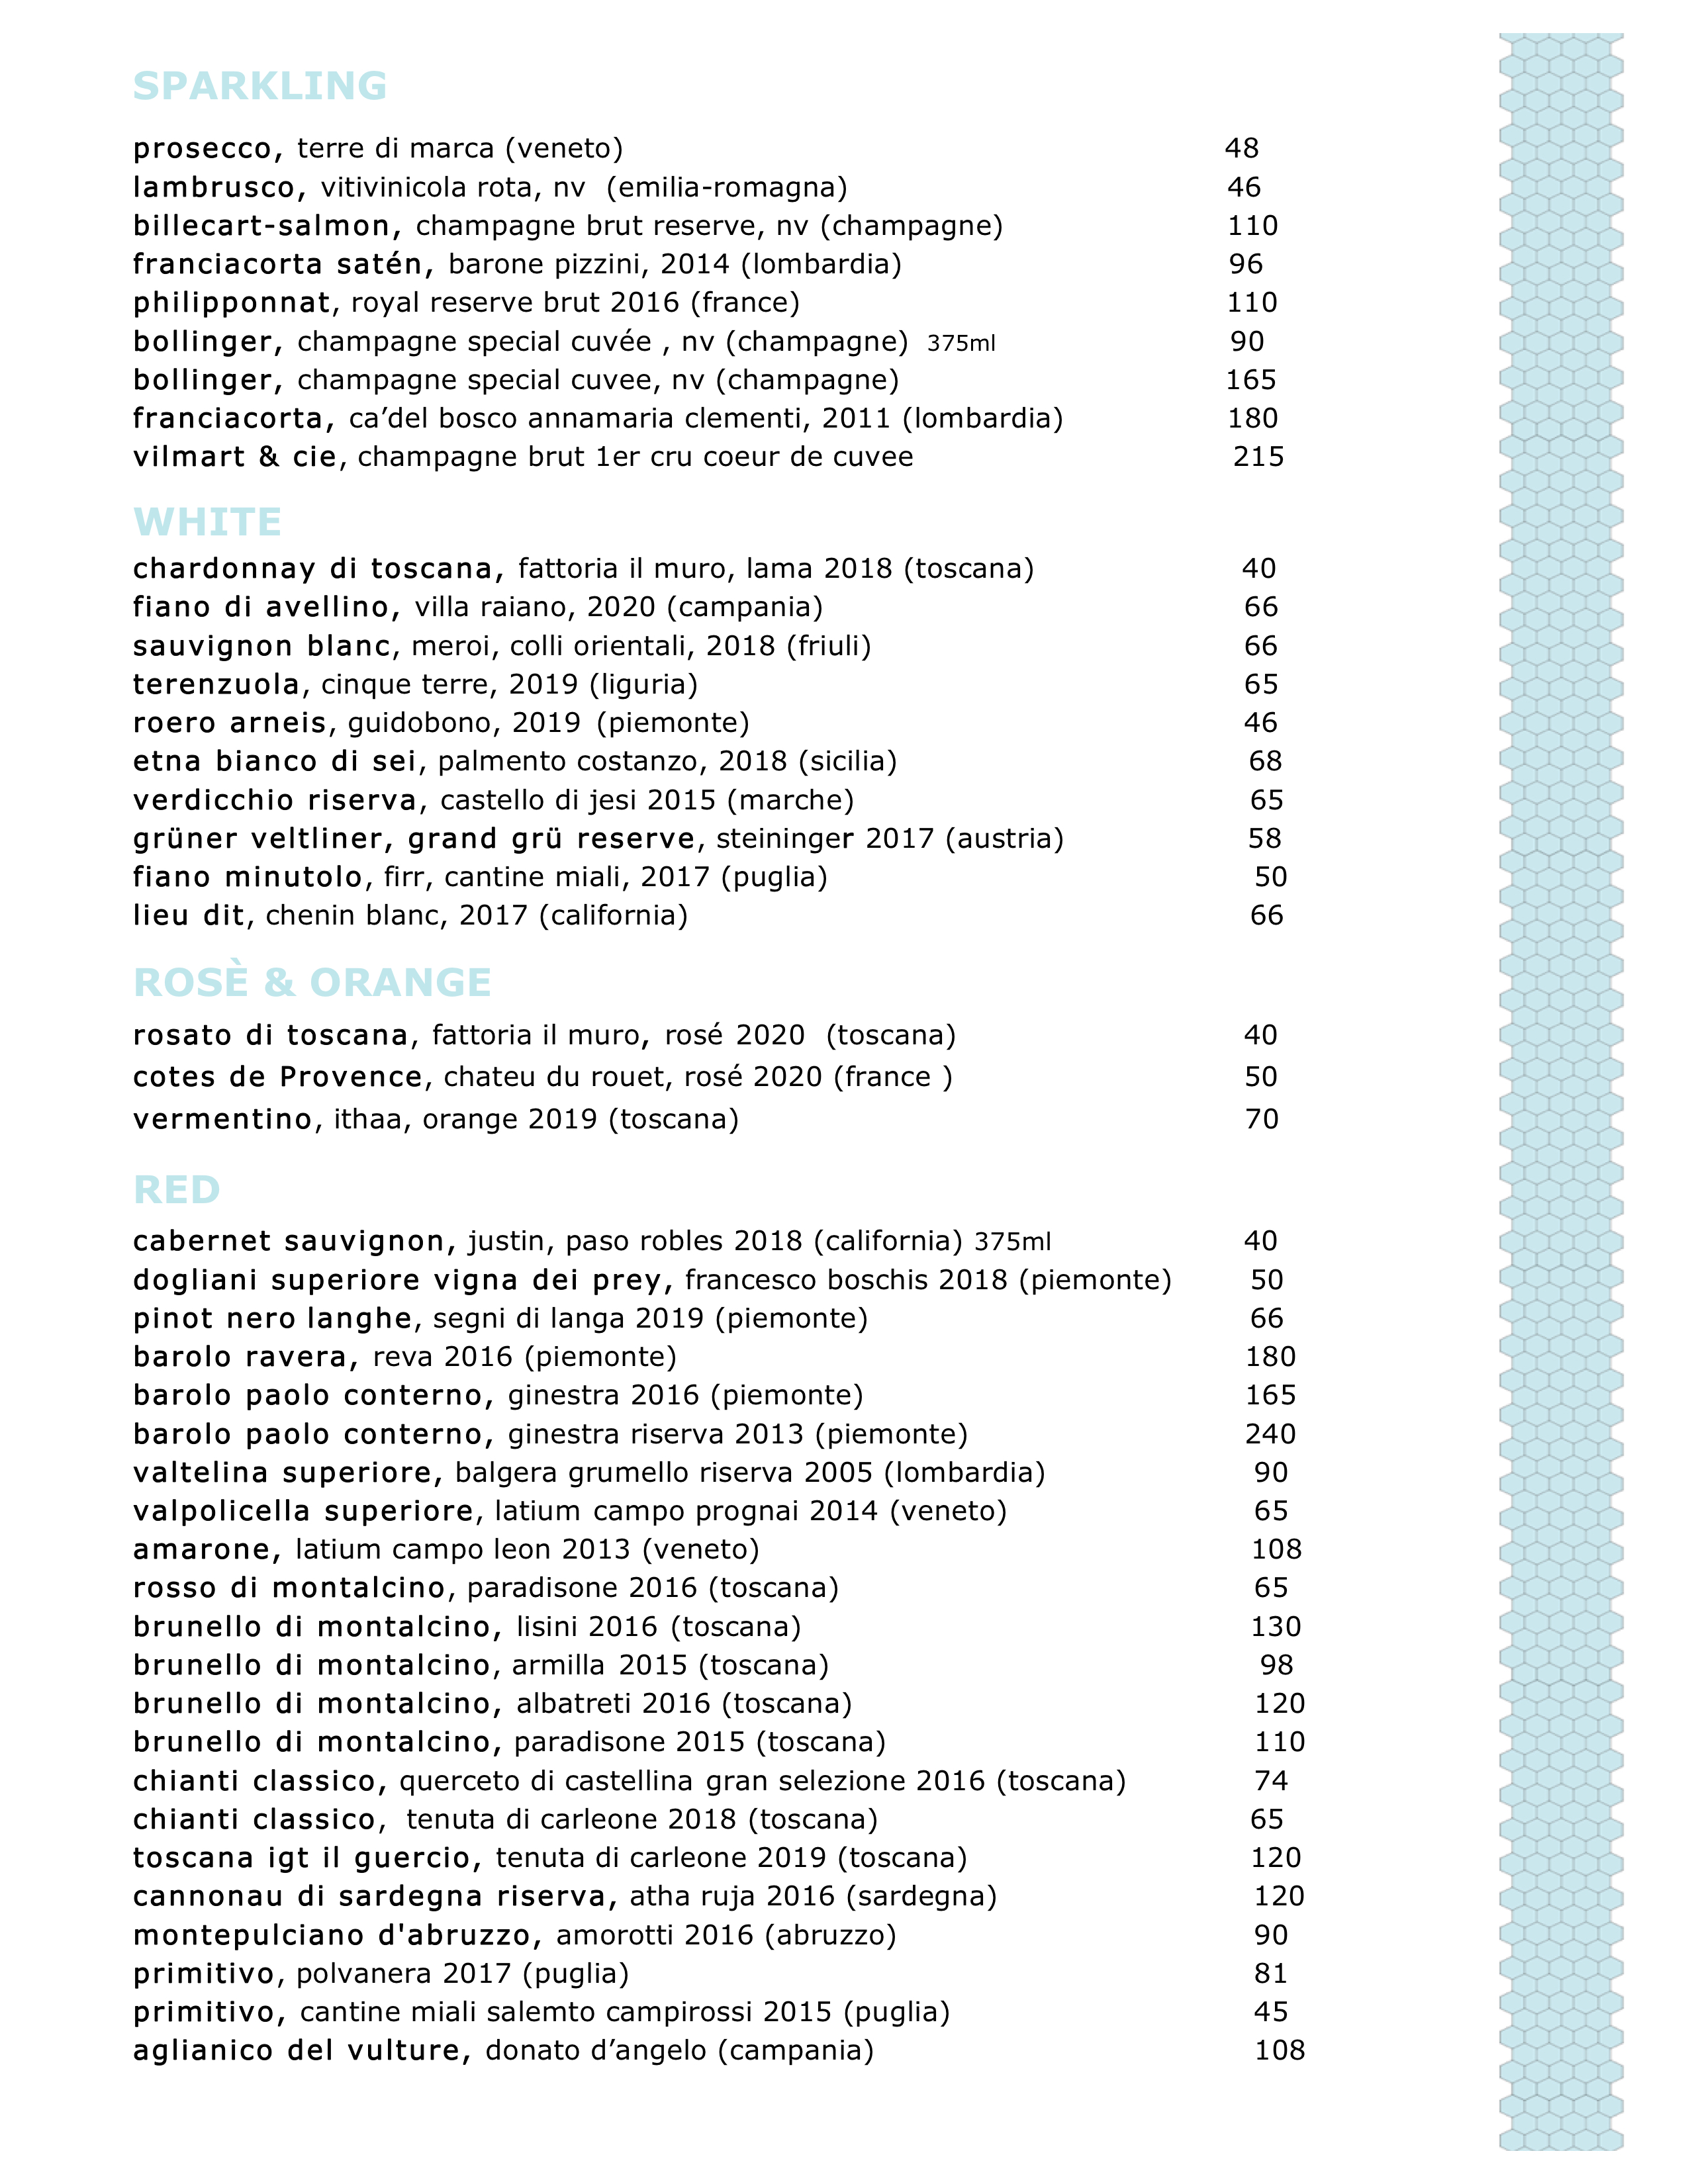 SPARKLING
prosecco, terre di marca (veneto) 48
lambrusco, vitivinicola rota, nv (emilia-romagna) 46
billecart-salmon, champagne brut reserve, nv (champagne) 110
franciacorta satén, barone pizzini, 2014 (lombardia) 96
philipponnat, royal reserve brut 2016 (france) 110
bollinger, champagne special cuvée , nv (champagne) 375ml 90
bollinger, champagne special cuvee, nv (champagne) 165
franciacorta, ca’del bosco annamaria clementi, 2011 (lombardia) 180
vilmart & cie, champagne brut 1er cru coeur de cuvee 215
WHITE
chardonnay di toscana, fattoria il muro, lama 2018 (toscana) 40
fiano di avellino, villa raiano, 2020 (campania) 66
sauvignon blanc, meroi, colli orientali, 2018 (friuli) 66
terenzuola, cinque terre, 2019 (liguria) 65
roero arneis, guidobono, 2019 (piemonte) 46
etna bianco di sei, palmento costanzo, 2018 (sicilia) 68
verdicchio riserva, castello di jesi 2015 (marche) 65
grüner veltliner, grand grü reserve, steininger 2017 (austria) 58
fiano minutolo, firr, cantine miali, 2017 (puglia) 50
lieu dit, chenin blanc, 2017 (california) 66
ROSÈ & ORANGE
rosato di toscana, fattoria il muro, rosé 2020 (toscana) 40
cotes de Provence, chateu du rouet, rosé 2020 (france ) 50
vermentino, ithaa, orange 2019 (toscana) 70
RED
cabernet sauvignon, justin, paso robles 2018 (california) 375ml 40
dogliani superiore vigna dei prey, francesco boschis 2018 (piemonte) 50
pinot nero langhe, segni di langa 2019 (piemonte) 66
barolo ravera, reva 2016 (piemonte) 180
barolo paolo conterno, ginestra 2016 (piemonte) 165
barolo paolo conterno, ginestra riserva 2013 (piemonte) 240
valtelina superiore, balgera grumello riserva 2005 (lombardia) 90
valpolicella superiore, latium campo prognai 2014 (veneto) 65
amarone, latium campo leon 2013 (veneto) 108
rosso di montalcino, paradisone 2016 (toscana) 65
brunello di montalcino, lisini 2016 (toscana) 130
brunello di montalcino, armilla 2015 (toscana) 98
brunello di montalcino, albatreti 2016 (toscana) 120
brunello di montalcino, paradisone 2015 (toscana) 110
chianti classico, querceto di castellina gran selezione 2016 (toscana) 74
chianti classico, tenuta di carleone 2018 (toscana) 65
toscana igt il guercio, tenuta di carleone 2019 (toscana) 120
cannonau di sardegna riserva, atha ruja 2016 (sardegna) 120
montepulciano d'abruzzo, amorotti 2016 (abruzzo) 90
primitivo, polvanera 2017 (puglia) 81
primitivo, cantine miali salemto campirossi 2015 (puglia) 45
aglianico del vulture, donato d’angelo (campania) 108